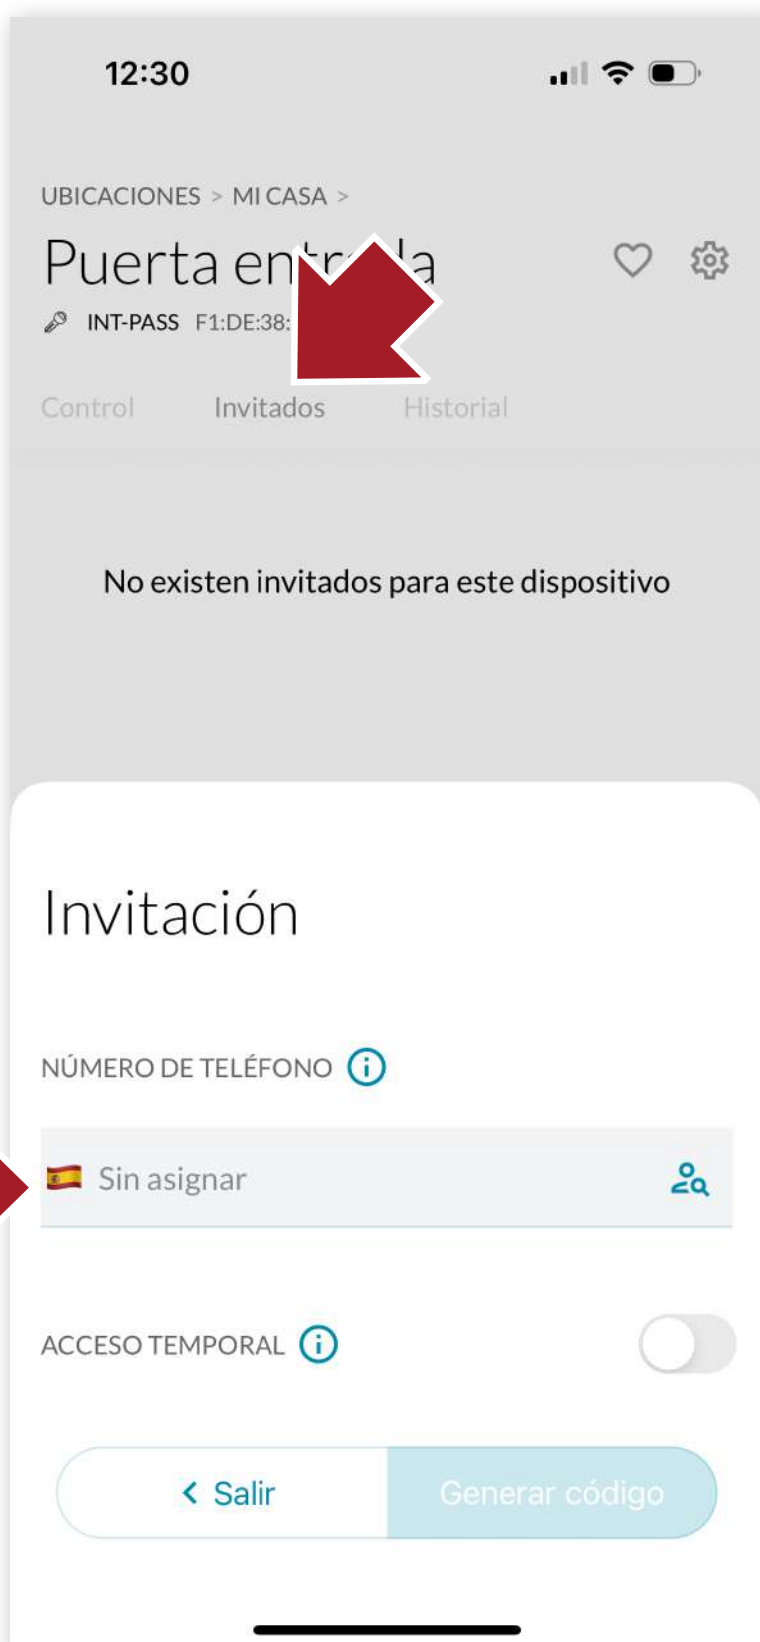 12:30
UBICACIONES > MI CASA >
Puerta
INT-PASS F1:DE:38:
Control Invitados Historial
No existen invitados para este dispositivo
Invitación
NÚMERO DE TELÉFONO
Sin asignar
ACCESO TEMPORAL
< Salir Generar código